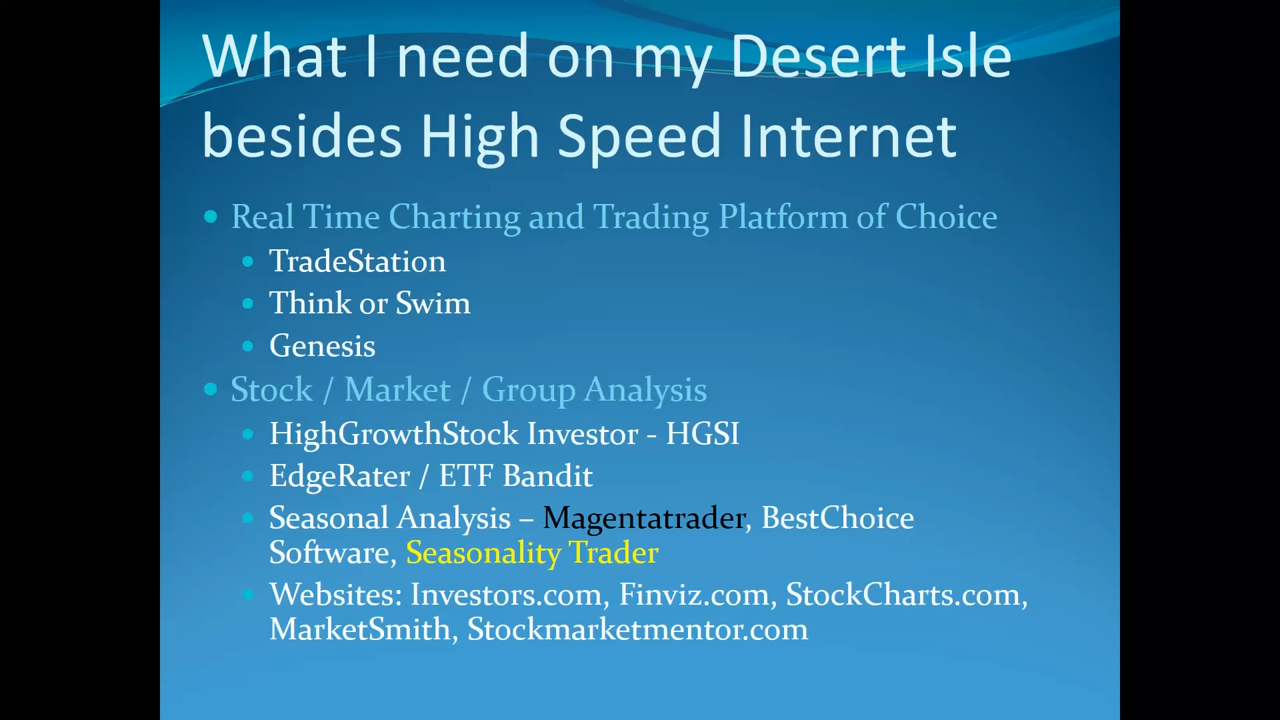 What I need on my Desert Isle
besides High Speed Internet
• Real Time Charting and Trading Platform of Choice
• TradeStation
• Think or Swim
• Genesis
• Stock / Market / Group Analysis
• HighGrowthStock Investor - HGSI
• EdgeRater / ETF Bandit
• Seasonal Analysis – Magentatrader, BestChoice
Software, Seasonality Trader
• Websites: Investors.com, Finviz.com, StockCharts.com,
MarketSmith, Stockmarketmentor.com